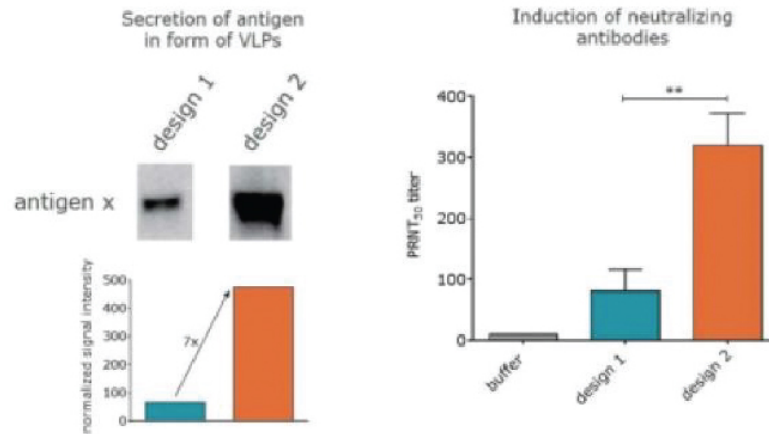 Secretion of antigen
in form of VLPs
design 1
design 2
antigen x
normalized signal intensity
500
400
300
200
100
0
7x
Induction of neutralizing
antibodies
**
PRNT50 titer
400
300
200
100
0
buffer
design 1
design 2